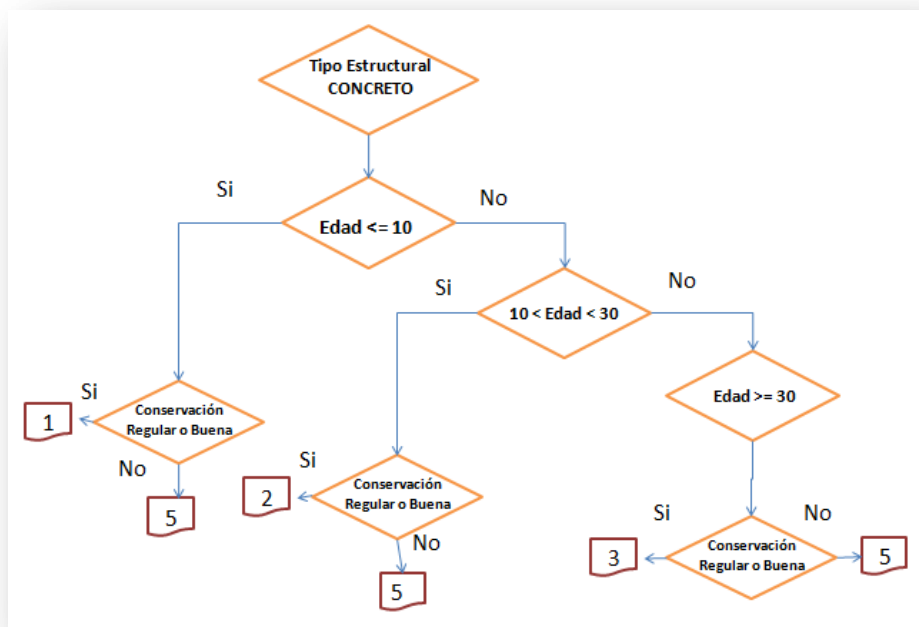 Tipo Estructural
CONCRETO
Si
No
Edad <= 10
Si
No
10 < Edad < 30
Edad >= 30
Si
1
Conservación
Regular o Buena
No
5
Si
2
Conservación
Regular o Buena
No
5
Si
No
3
Conservación
Regular o Buena
5